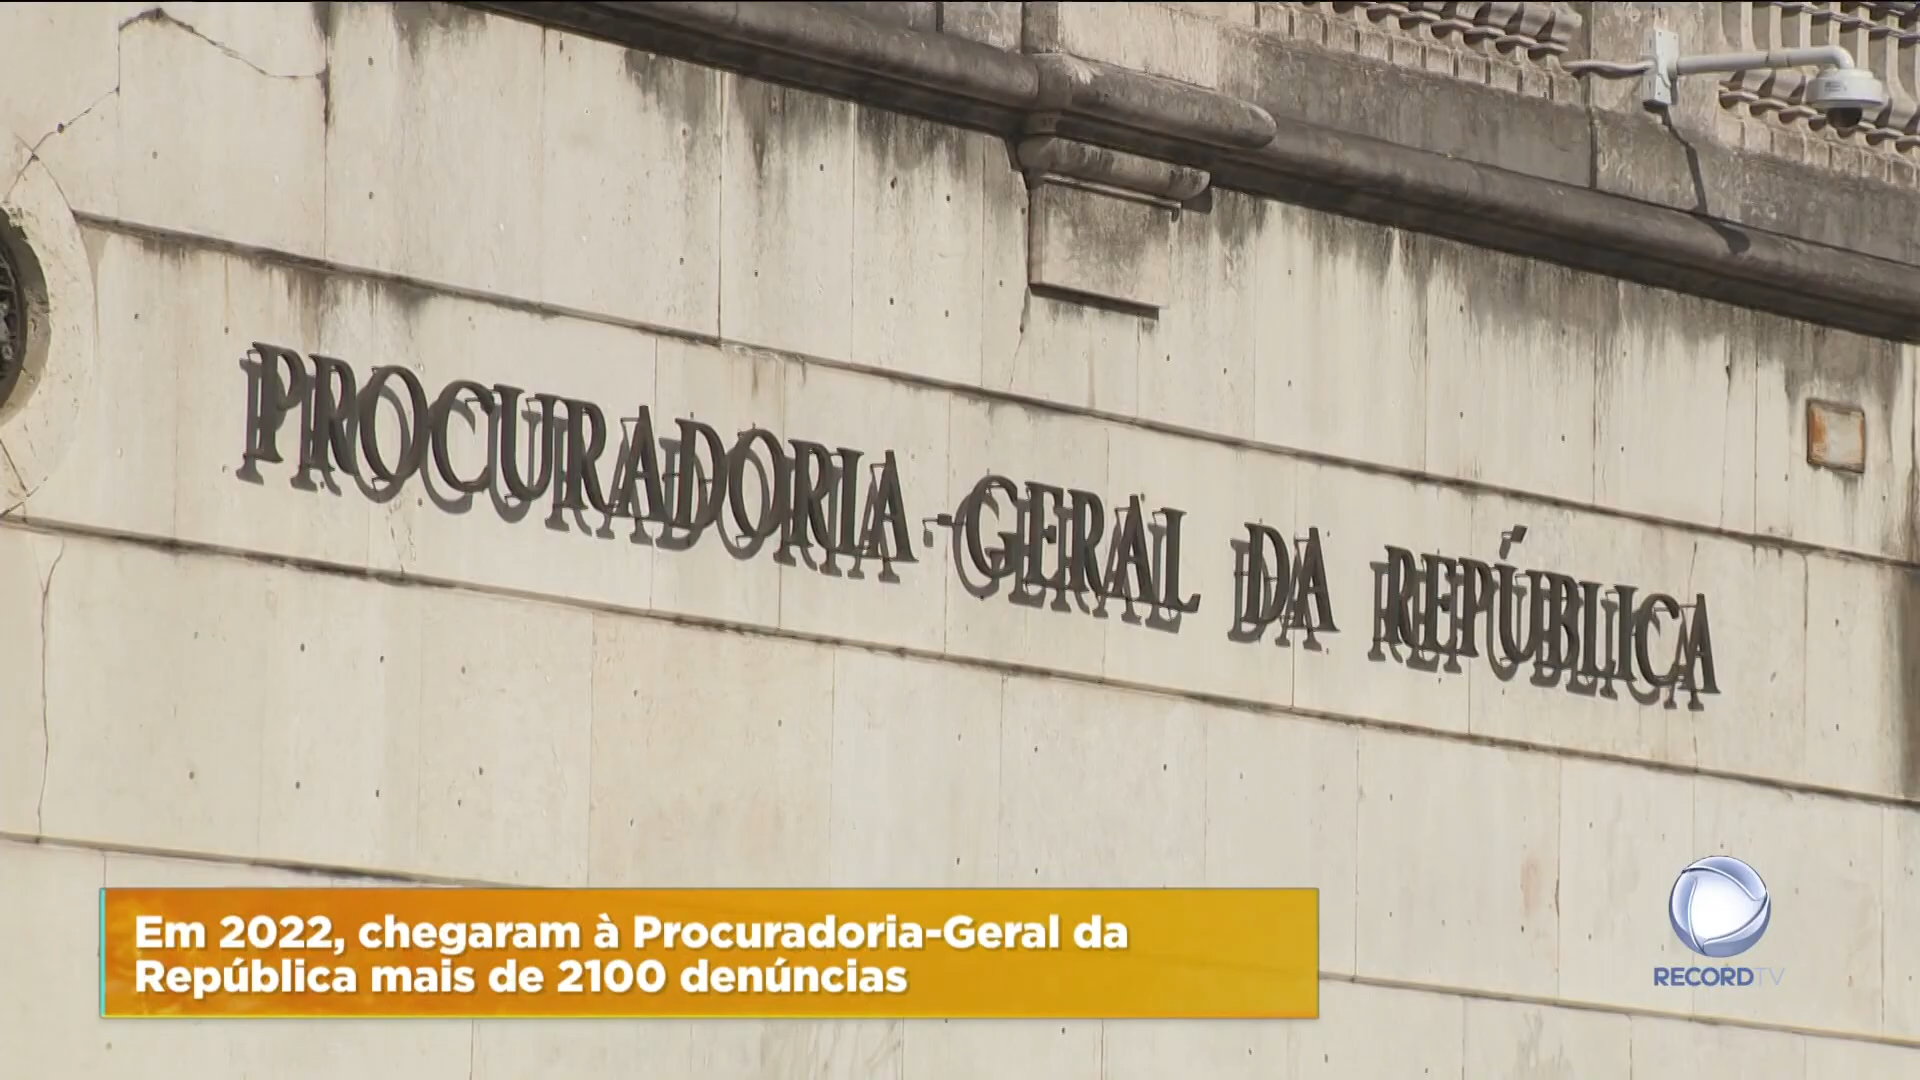 PROCURADORIA-GERAL DA REPÚBLICA
Em 2022, chegaram à Procuradoria-Geral da
República mais de 2100 denúncias
RECORDTV